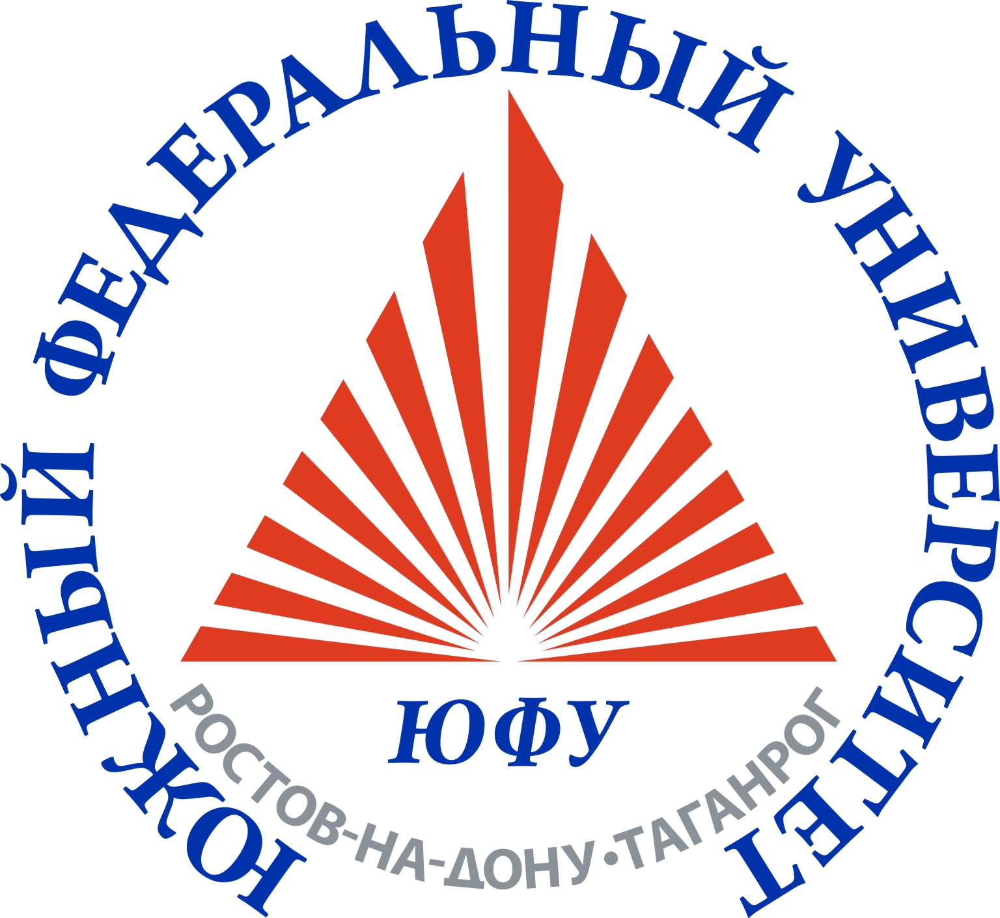 ЮЖНЫЙ ФЕДЕРАЛЬНЫЙ УНИВЕРСИТЕТ
ЮФУ
РОСТОВ-НА-ДОНУ•ТАГАНРОГ